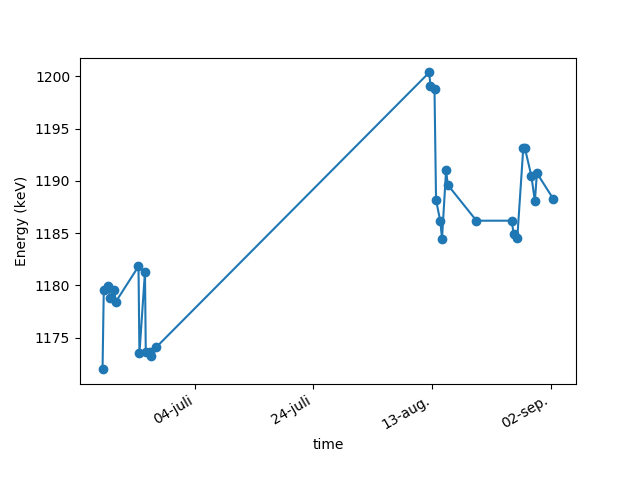 1200
1195
1190
1185
1180
1175
Energy (keV)
04-juli
24-juli
13-aug.
02-sep.
time